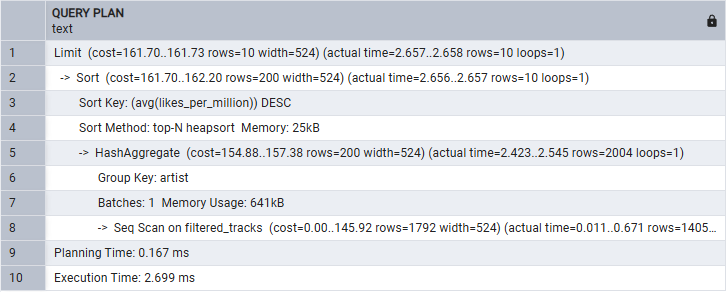 QUERY PLAN
text
1 Limit (cost=161.70..161.73 rows=10 width=524) (actual time=2.657..2.658 rows=10 loops=1)
2 -> Sort (cost=161.70..162.20 rows=200 width=524) (actual time=2.656..2.657 rows=10 loops=1)
3 Sort Key: (avg(likes_per_million)) DESC
4 Sort Method: top-N heapsort Memory: 25kB
5 -> HashAggregate (cost=154.88..157.38 rows=200 width=524) (actual time=2.423..2.545 rows=2004 loops=1)
6 Group Key: artist
7 Batches: 1 Memory Usage: 641kB
8 -> Seq Scan on filtered_tracks (cost=0.00..145.92 rows=1792 width=524) (actual time=0.011..0.671 rows=1405...
9 Planning Time: 0.167 ms
10 Execution Time: 2.699 ms